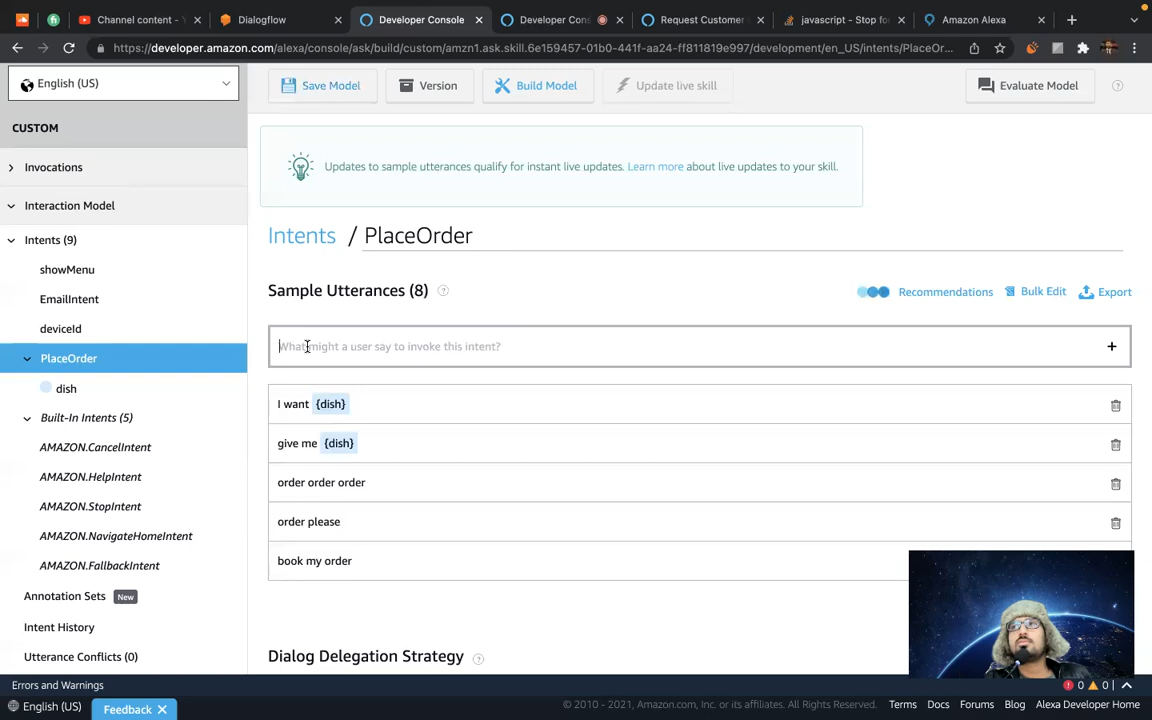 Channel content - Y
Dialogflow
Developer Console
Developer Con
Request Customer
javascript - Stop fo
Amazon Alexa
https://developer.amazon.com/alexa/console/ask/build/custom/amzn1.ask.skill.6e159457-01b0-441f-aa24-ff811819e997/development/en_US/intents/PlaceOr...
English (US)
Save Model
Version
Build Model
Update live skill
Evaluate Model
CUSTOM
Updates to sample utterances qualify for instant live updates. Learn more about live updates to your skill.
Invocations
Interaction Model
Intents (9)
showMenu
EmailIntent
deviceId
PlaceOrder
dish
Built-In Intents (5)
AMAZON.CancelIntent
AMAZON.HelpIntent
AMAZON.StopIntent
AMAZON.NavigateHomeIntent
AMAZON.FallbackIntent
Annotation Sets New
Intent History
Utterance Conflicts (0)
Intents / PlaceOrder
Sample Utterances (8)
Recommendations
Bulk Edit
Export
What might a user say to invoke this intent?
I want {dish}
give me {dish}
order order order
order please
book my order
Dialog Delegation Strategy
Errors and Warnings
0 0
English (US)
Feedback
© 2010 - 2021, Amazon.com, Inc. or its affiliates. All Rights Reserved.
Terms Docs Forums Blog Alexa Developer Home